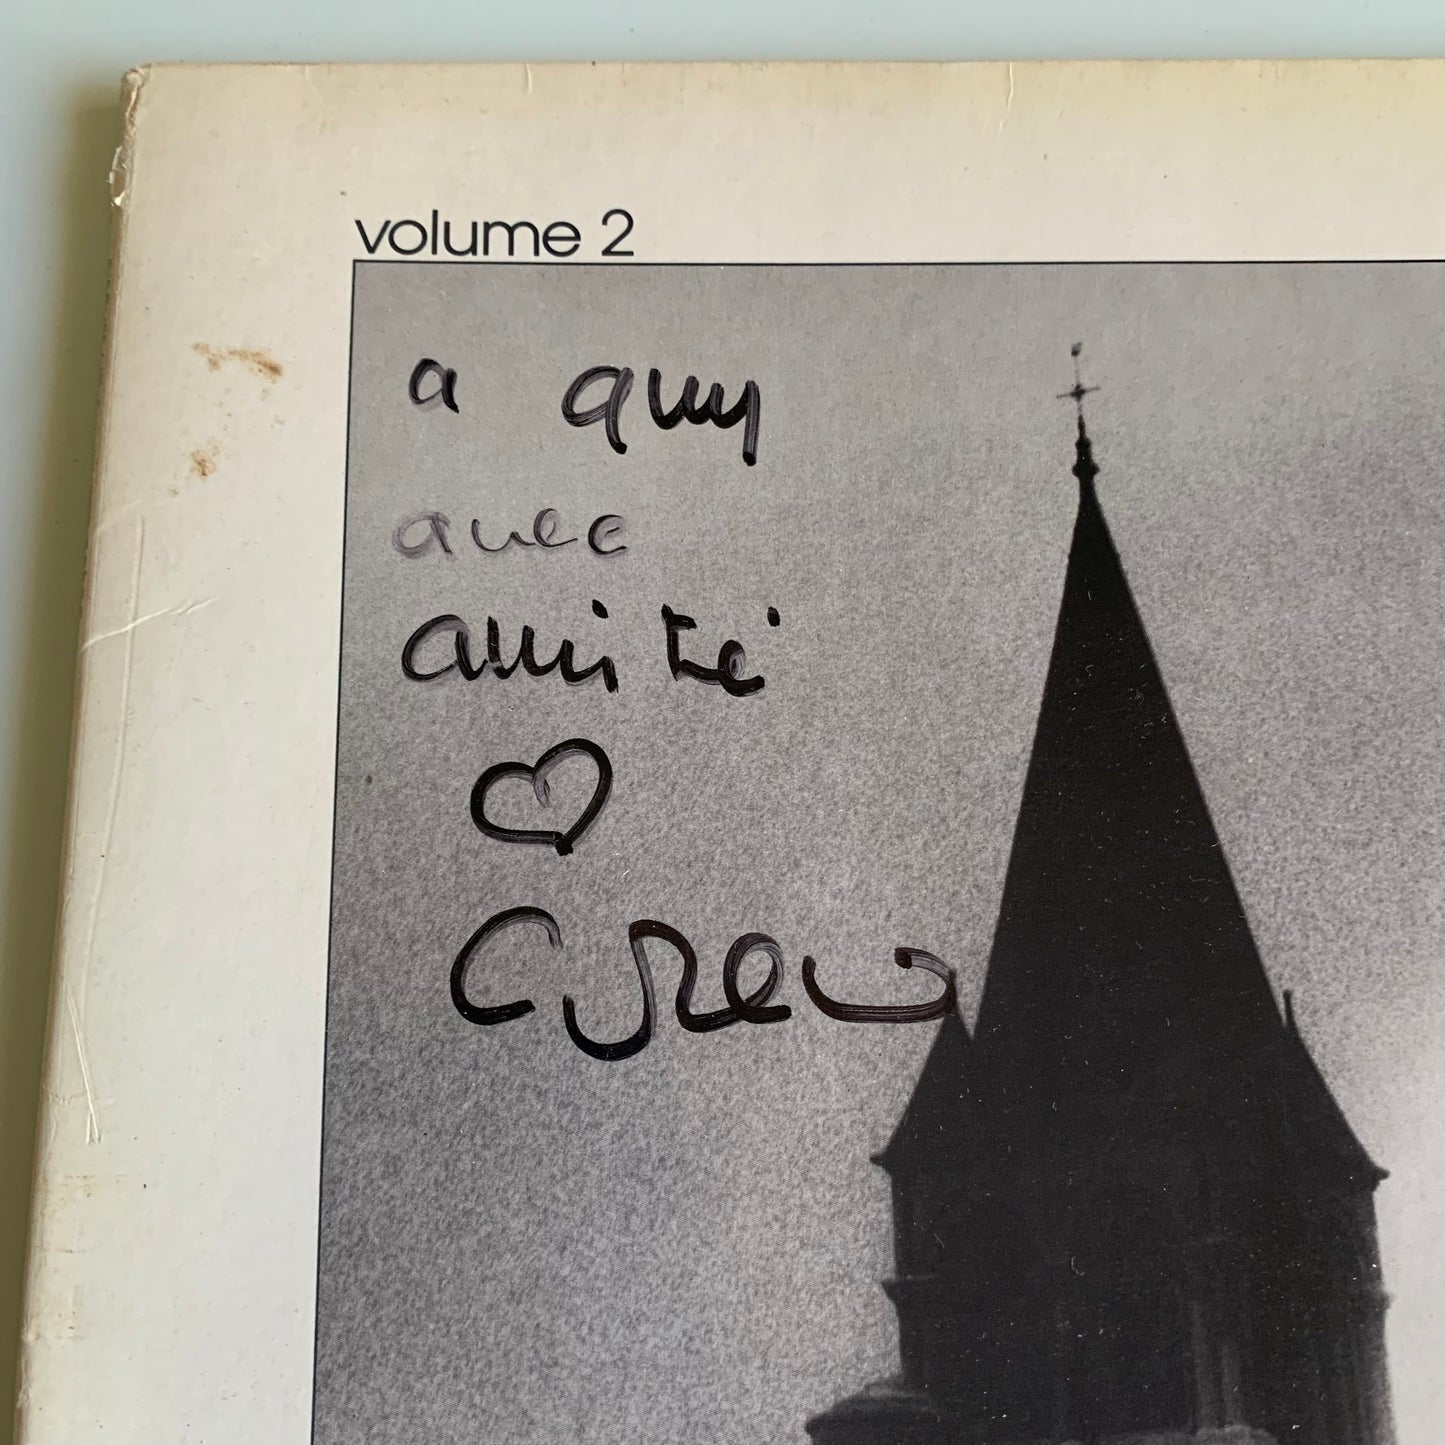 volume 2
a guy
avec
amitié